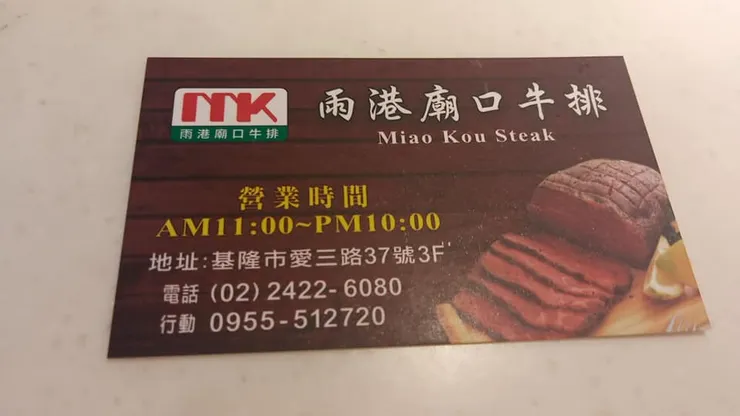 MK
雨港廟口牛排
雨港廟口牛排
Miao Kou Steak
營業時間
AM11:00~PM10:00
地址:基隆市愛三路37號3F
電話 (02) 2422-6080
行動 0955-512720